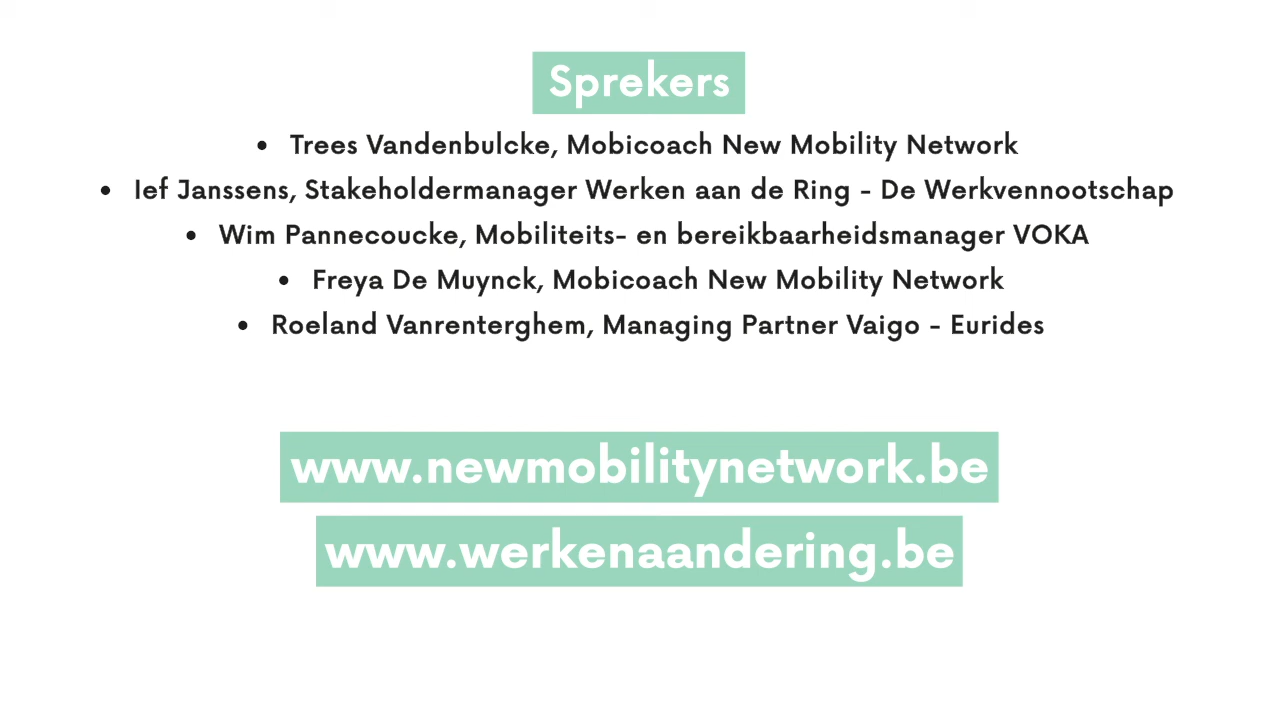 Sprekers
• Trees Vandenbulcke, Mobicoach New Mobility Network
• Ief Janssens, Stakeholdermanager Werken aan de Ring - De Werkvennootschap
• Wim Pannecoucke, Mobiliteits- en bereikbaarheidsmanager VOKA
• Freya De Muynck, Mobicoach New Mobility Network
• Roeland Vanrenterghem, Managing Partner Vaigo - Eurides
www.newmobilitynetwork.be
www.werkenaandering.be